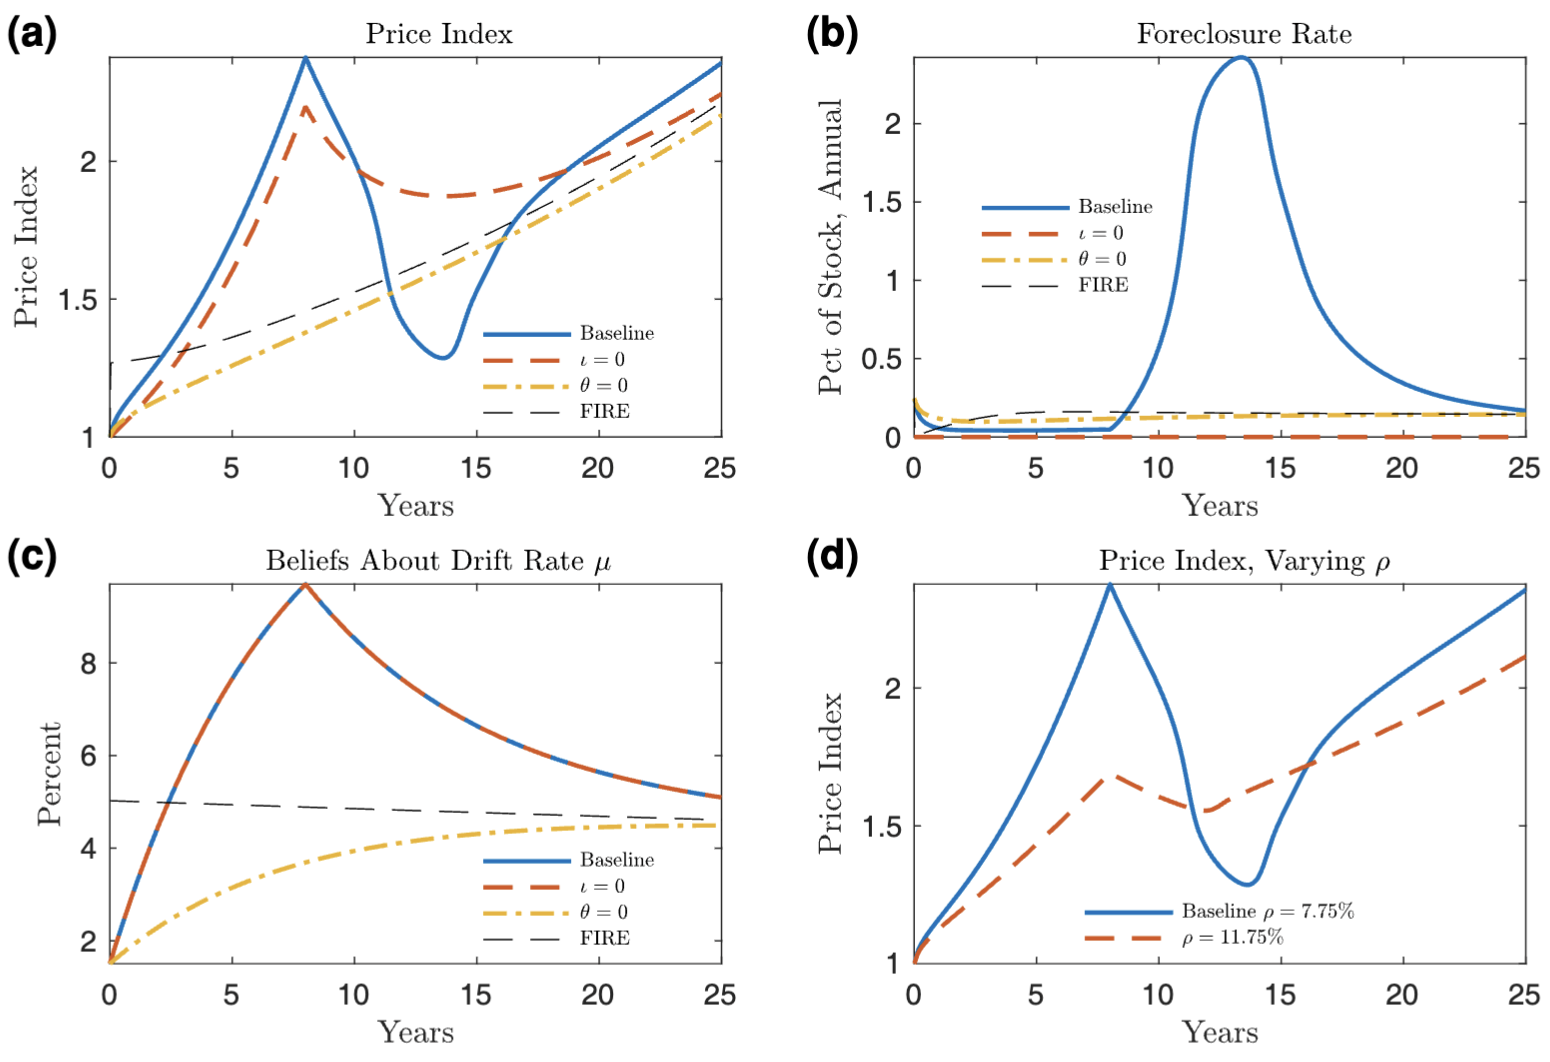 (a)
Price Index
Price Index
2
1.5
1
0 5 10 15 20 25
Years
Baseline
ι = 0
θ = 0
FIRE
(b)
Foreclosure Rate
Pct of Stock, Annual
2
1.5
1
0.5
0
0 5 10 15 20 25
Years
Baseline
ι = 0
θ = 0
FIRE
(c)
Beliefs About Drift Rate μ
Percent
8
6
4
2
0 5 10 15 20 25
Years
Baseline
ι = 0
θ = 0
FIRE
(d)
Price Index, Varying ρ
Price Index
2
1.5
1
0 5 10 15 20 25
Years
Baseline ρ = 7.75%
ρ = 11.75%